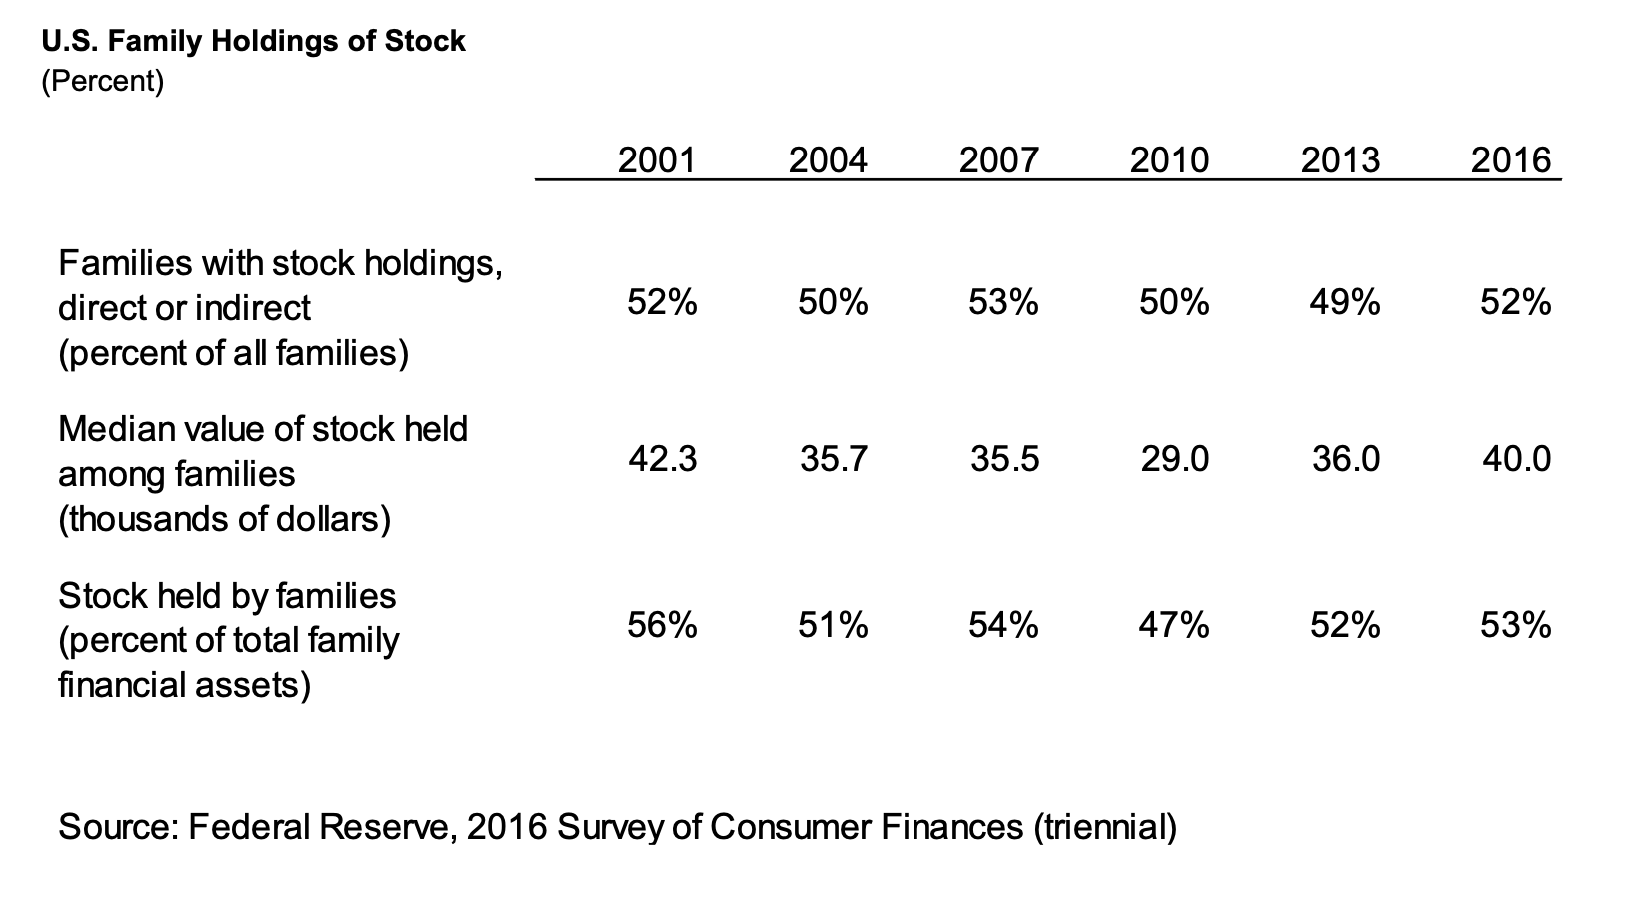 U.S. Family Holdings of Stock
(Percent)
2001 2004 2007 2010 2013 2016
Families with stock holdings,
direct or indirect
(percent of all families)
52% 50% 53% 50% 49% 52%
Median value of stock held
among families
(thousands of dollars)
42.3 35.7 35.5 29.0 36.0 40.0
Stock held by families
(percent of total family
financial assets)
56% 51% 54% 47% 52% 53%
Source: Federal Reserve, 2016 Survey of Consumer Finances (triennial)